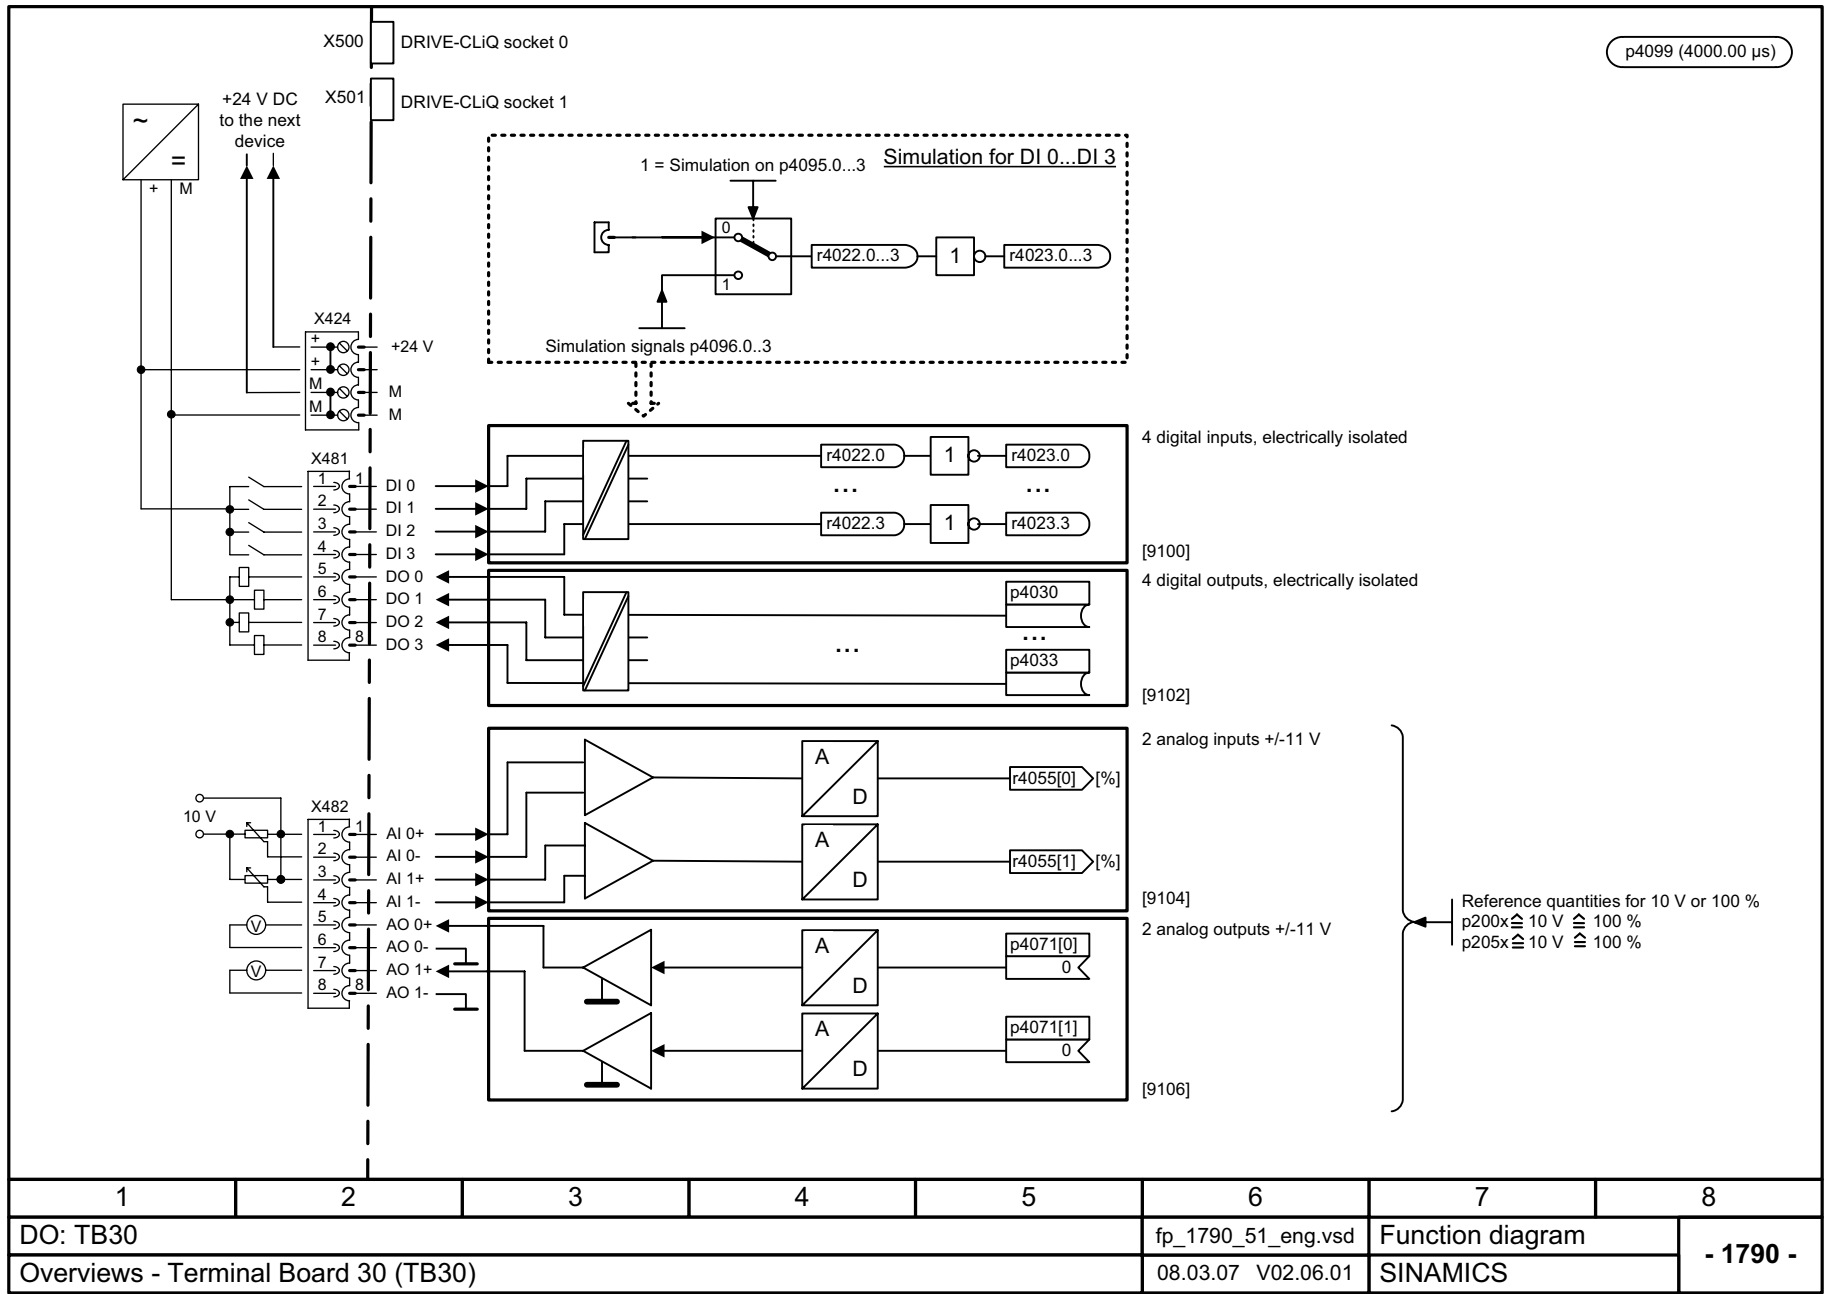 X500 DRIVE-CLiQ socket 0
p4099 (4000.00 µs)
X501 DRIVE-CLiQ socket 1
+24 V DC
to the next
device
~
=
+ M
Simulation for DI 0...DI 3
1 = Simulation on p4095.0...3
0
1
r4022.0...3 1 r4023.0...3
Simulation signals p4096.0..3
X424
+ +24 V
+
M M
M M
4 digital inputs, electrically isolated
r4022.0 1 r4023.0
... ...
r4022.3 1 r4023.3
[9100]
X481
1 1 DI 0
2 DI 1
3 DI 2
4 DI 3
5 DO 0
6 DO 1
7 DO 2
8 8 DO 3
4 digital outputs, electrically isolated
p4030
...
...
p4033
[9102]
2 analog inputs +/-11 V
A
D
r4055[0] [%]
A
D
r4055[1] [%]
[9104]
10 V
X482
1 1 AI 0+
2 AI 0-
3 AI 1+
4 AI 1-
V 5 AO 0+
6 AO 0-
V 7 AO 1+
8 8 AO 1-
2 analog outputs +/-11 V
A
D
p4071[0]
0
A
D
p4071[1]
0
[9106]
Reference quantities for 10 V or 100 %
p200x ≙ 10 V ≙ 100 %
p205x ≙ 10 V ≙ 100 %
1 2 3 4 5 6 7 8
DO: TB30 fp_1790_51_eng.vsd Function diagram
- 1790 -
Overviews - Terminal Board 30 (TB30) 08.03.07 V02.06.01 SINAMICS